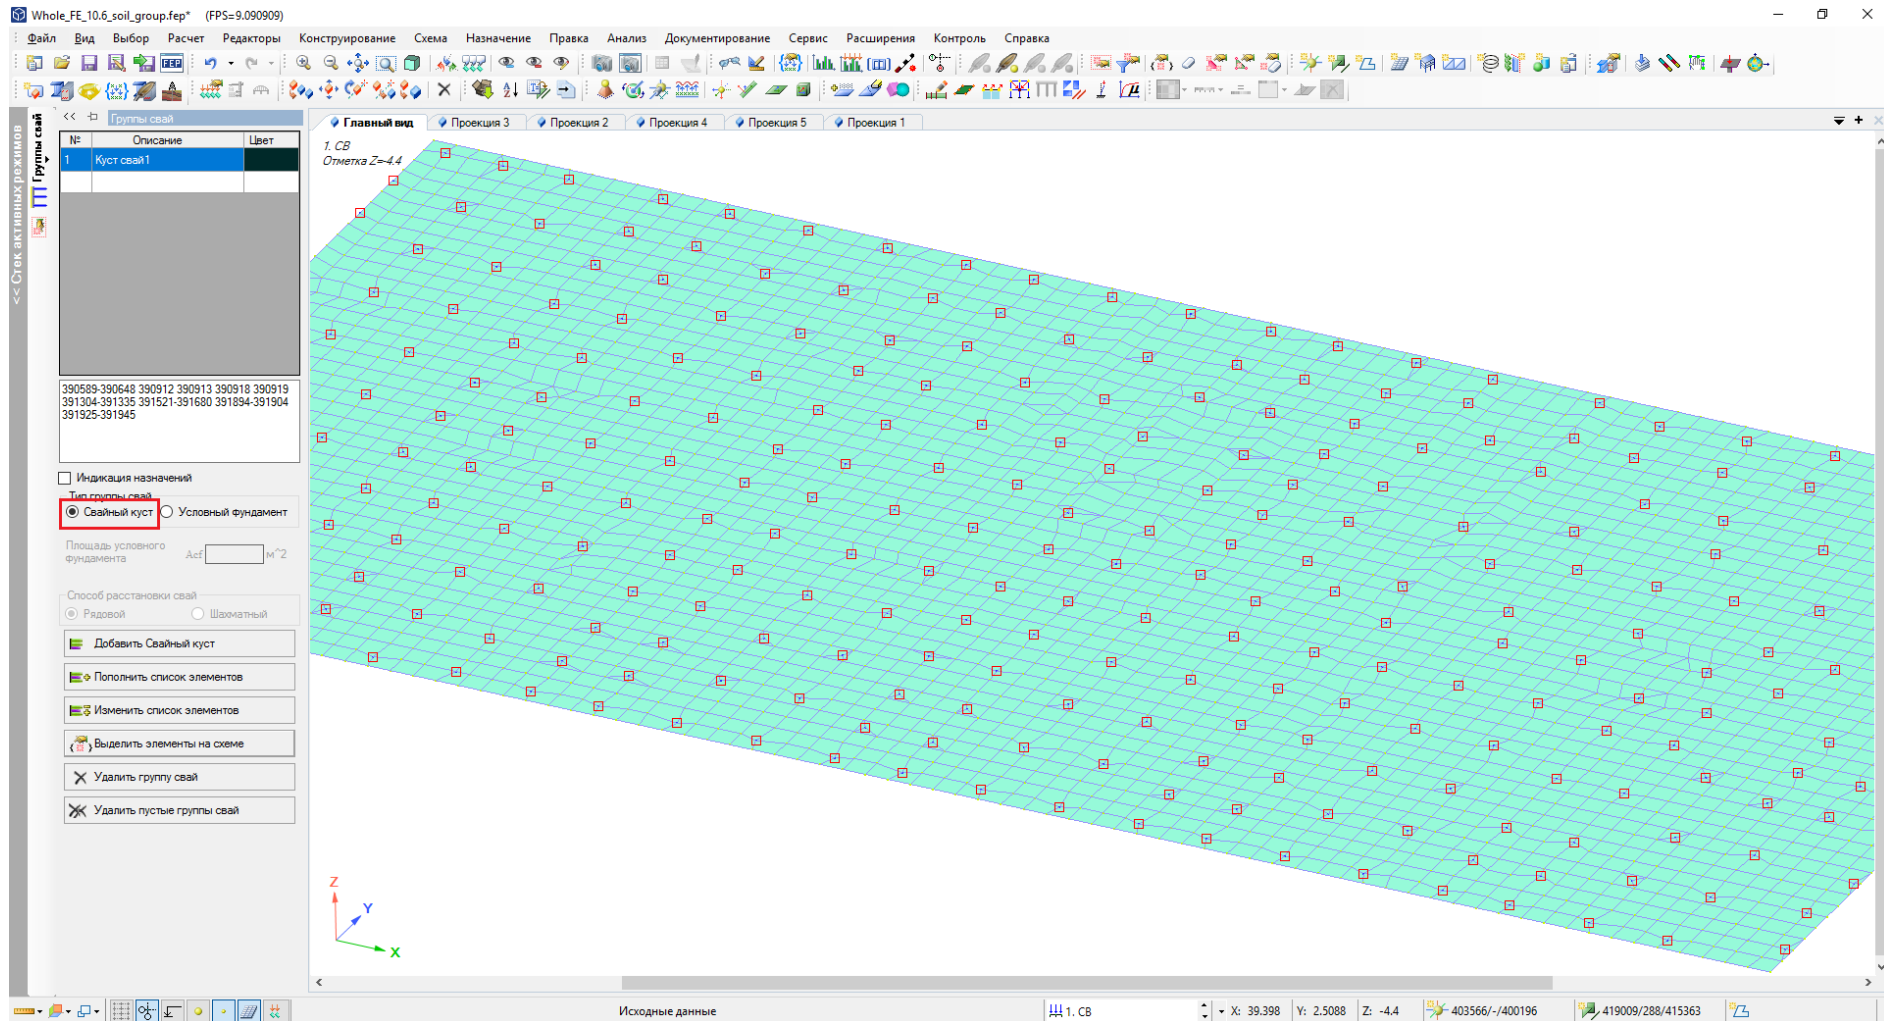 Whole_FE_10.6_soil_group.fep* (FPS=9.090909)
Файл Вид Выбор Расчет Редакторы Конструирование Схема Назначение Правка Анализ Документирование Сервис Расширения Контроль Справка
FEP
<< Стек активных режимов
Группы свай
<< Группы свай
№ Описание Цвет
1 Куст свай1
390589-390648 390912 390913 390918 390919
391304-391335 391521-391680 391894-391904
391925-391945
Индикация назначений
Тип группы свай
Свайный куст Условный фундамент
Площадь условного
фундамента Acf м^2
Способ расстановки свай
Рядовой Шахматный
Добавить Свайный куст
Пополнить список элементов
Изменить список элементов
Выделить элементы на схеме
Удалить группу свай
Удалить пустые группы свай
Главный вид Проекция 3 Проекция 2 Проекция 4 Проекция 5 Проекция 1
1. СВ
Отметка Z=-4.4
Z
Y
X
Исходные данные 1. СВ X: 39.398 Y: 2.5088 Z: -4.4 403566/-/400196 419009/288/415363